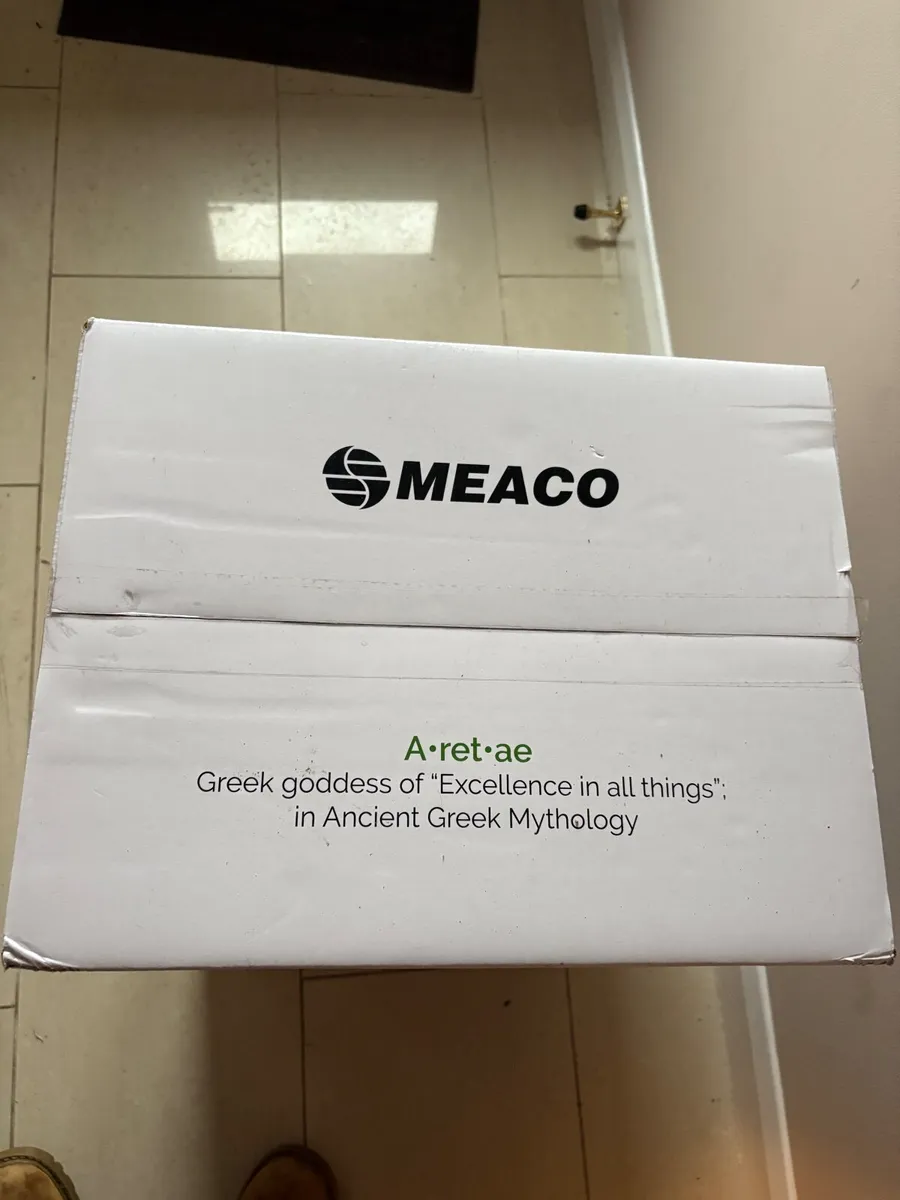 MEACO
A•ret•ae
Greek goddess of “Excellence in all things”;
in Ancient Greek Mythology